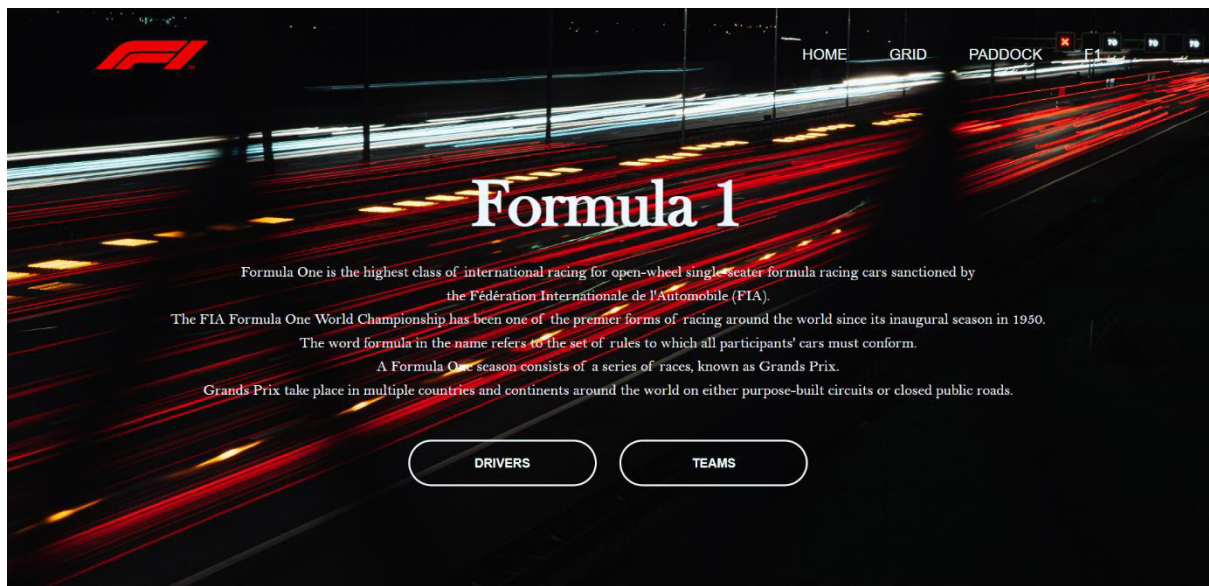 F1
HOME GRID PADDOCK F1
70 70 70
Formula 1
Formula One is the highest class of international racing for open-wheel single-seater formula racing cars sanctioned by
the Fédération Internationale de l'Automobile (FIA).
The FIA Formula One World Championship has been one of the premier forms of racing around the world since its inaugural season in 1950.
The word formula in the name refers to the set of rules to which all participants' cars must conform.
A Formula One season consists of a series of races, known as Grands Prix.
Grands Prix take place in multiple countries and continents around the world on either purpose-built circuits or closed public roads.
DRIVERS TEAMS